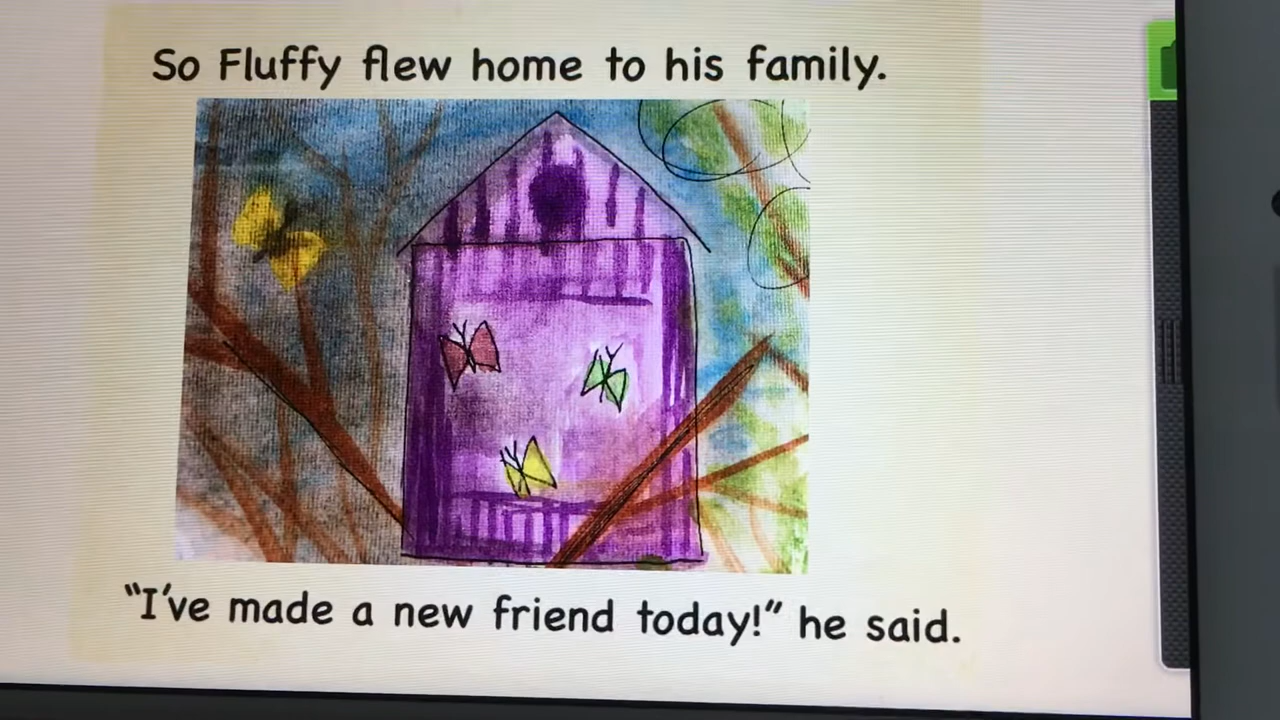 So Fluffy flew home to his family.
“I’ve made a new friend today!” he said.